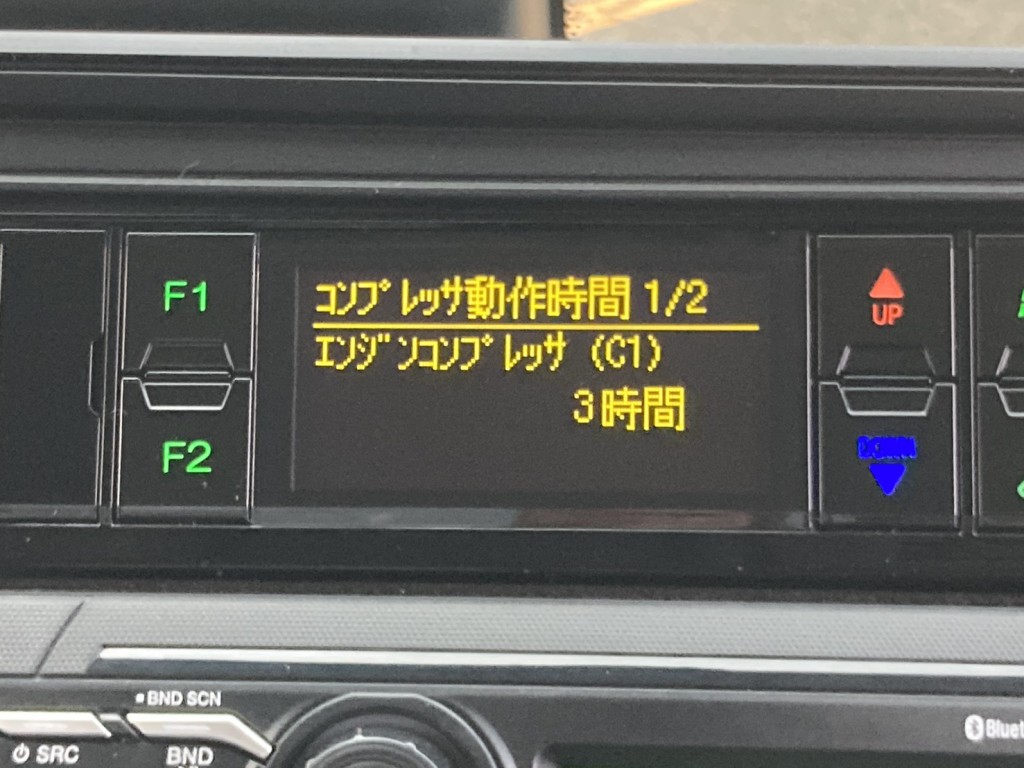 F1
F2
ｺﾝﾌﾟﾚｯｻ動作時間 1/2
ｴﾝｼﾞﾝｺﾝﾌﾟﾚｯｻ (C1)
3時間
UP
DOWN
BND SCN
SRC
BND
Bluet